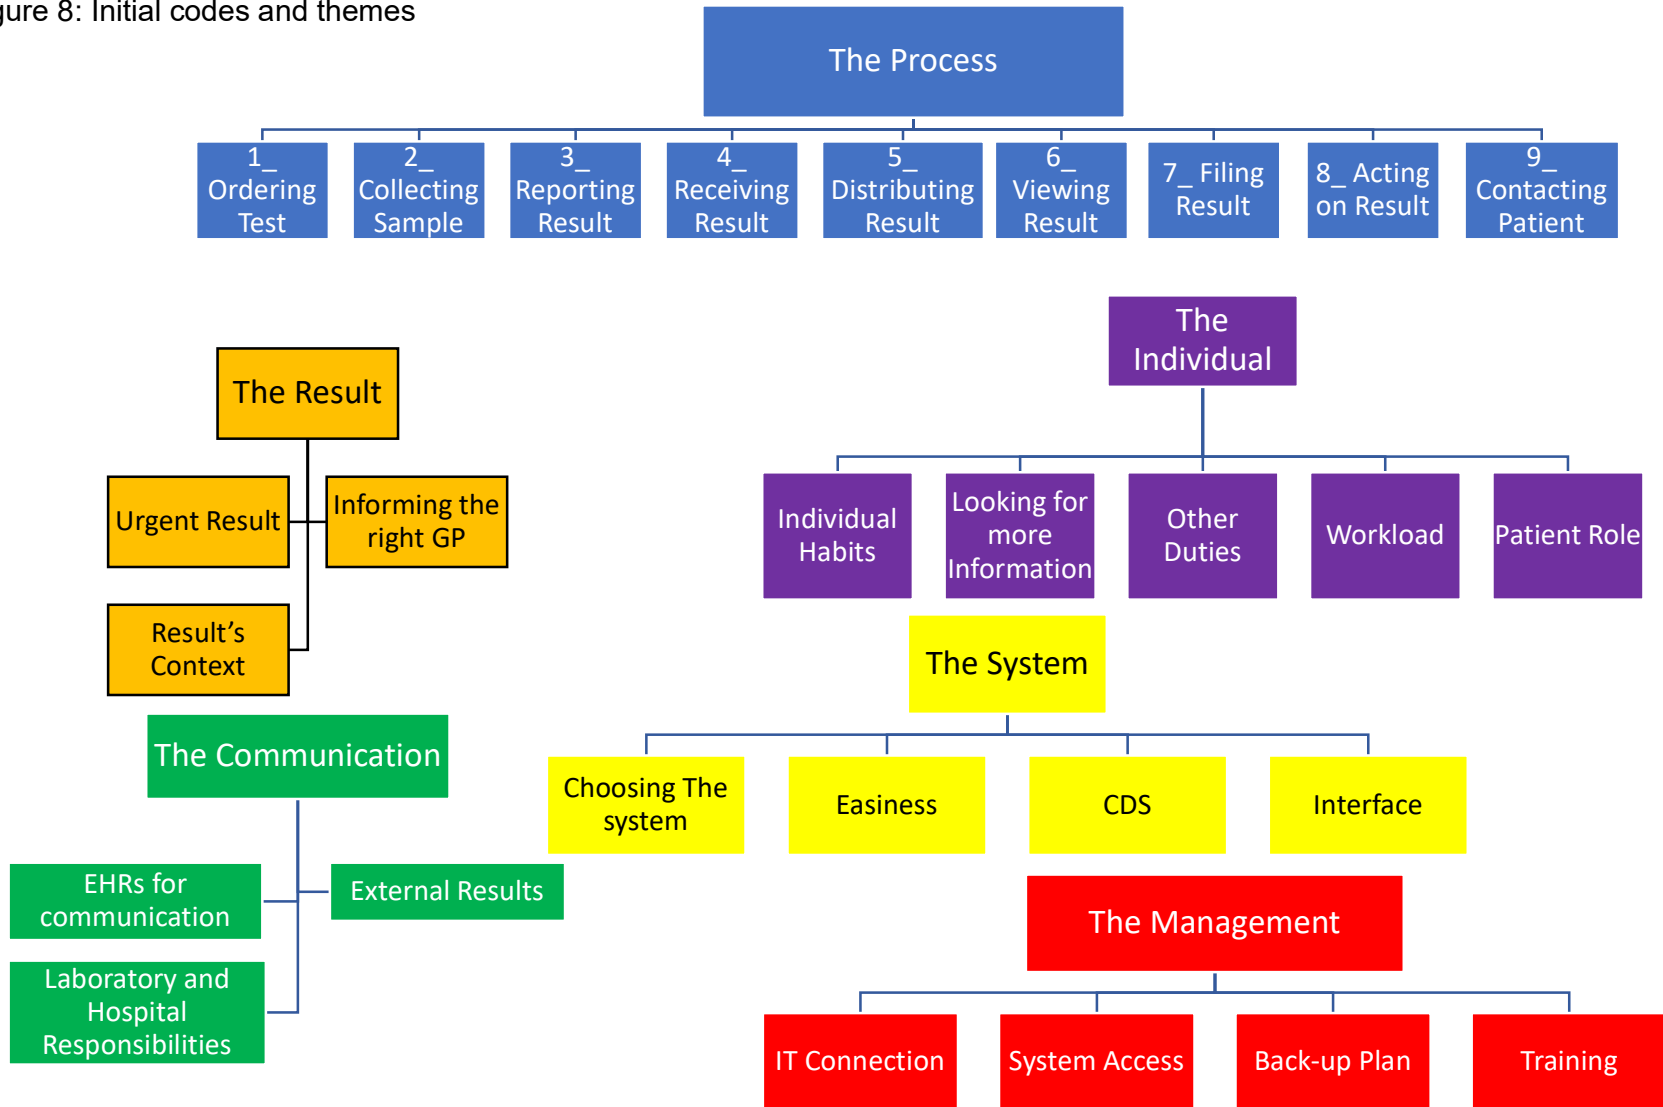 gure 8: Initial codes and themes
The Process
1_
Ordering
Test
2_
Collecting
Sample
3_
Reporting
Result
4_
Receiving
Result
5_
Distributing
Result
6_
Viewing
Result
7_ Filing
Result
8_ Acting
on Result
9_
Contacting
Patient
The
Individual
Individual
Habits
Looking for
more
Information
Other
Duties
Workload
Patient Role
The Result
Urgent Result
Informing the
right GP
Result’s
Context
The System
Choosing The
system
Easiness
CDS
Interface
The Communication
EHRs for
communication
External Results
Laboratory and
Hospital
Responsibilities
The Management
IT Connection
System Access
Back-up Plan
Training